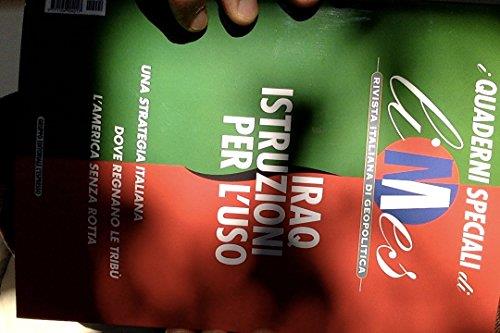 i QUADERNI SPECIALI di
liMes
RIVISTA ITALIANA DI GEOPOLITICA
IRAQ
ISTRUZIONI
PER L'USO
UNA STRATEGIA ITALIANA
DOVE REGNANO LE TRIBÙ
L'AMERICA SENZA ROTTA